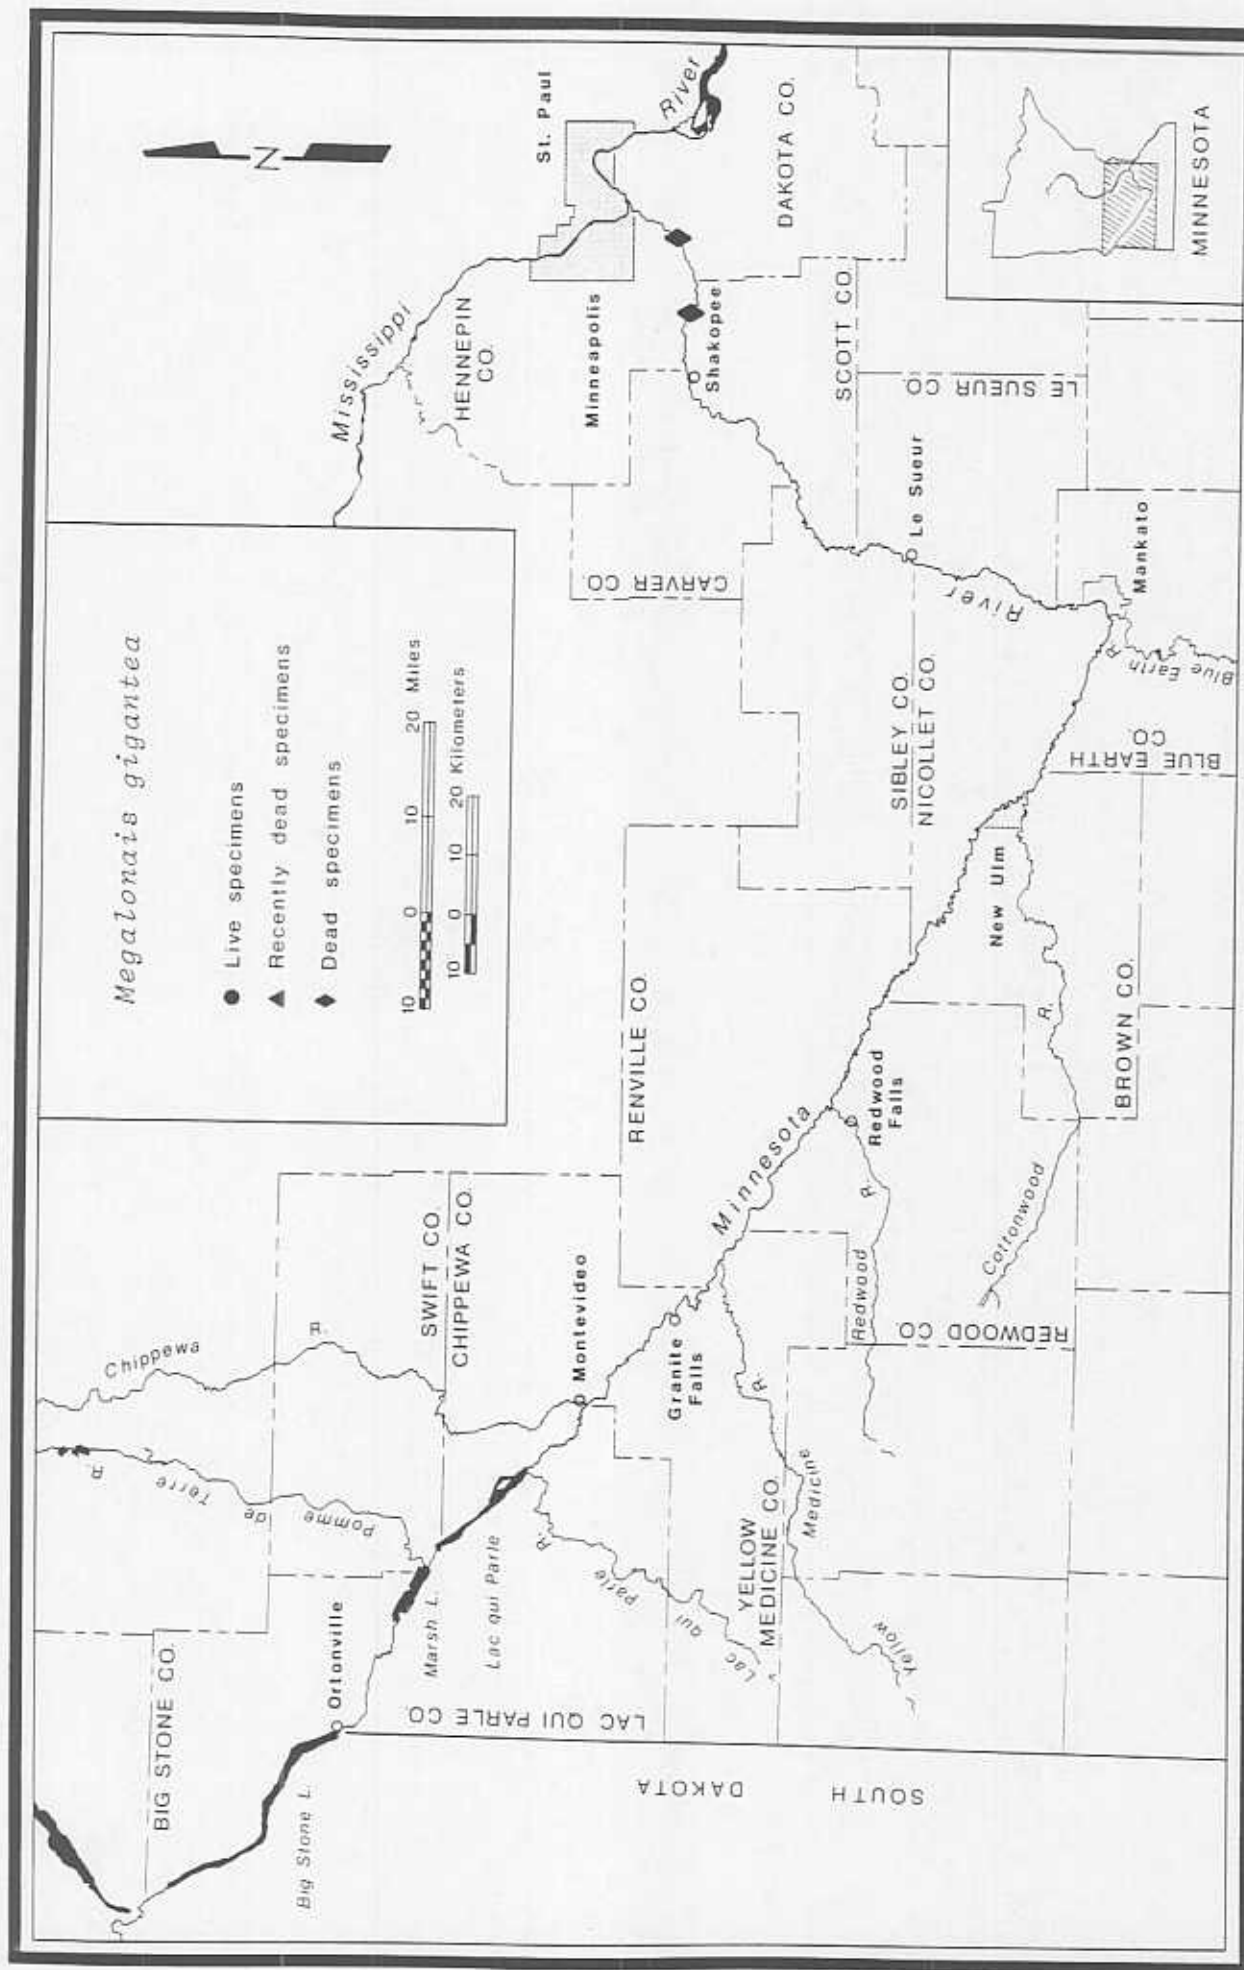 Megalonais gigantea
Live specimens
Recently dead specimens
Dead specimens
10 0 10 20 Miles
10 0 10 20 Kilometers
N
Mississippi
River
St. Paul
HENNEPIN
CO.
Minneapolis
DAKOTA CO.
Shakopee
SCOTT CO.
CARVER CO.
LE SUEUR CO.
Le Sueur
River
SIBLEY CO.
NICOLLET CO.
Mankato
Blue Earth R.
BLUE EARTH
CO.
New Ulm
BROWN CO.
RENVILLE CO.
Minnesota
Redwood
Falls
Redwood R.
Cottonwood R.
REDWOOD CO.
Chippewa R.
SWIFT CO.
CHIPPEWA CO.
Montevideo
Granite
Falls
Pomme de Terre R.
Marsh L.
Lac qui Parle
Lac qui Parle R.
YELLOW
MEDICINE CO.
Yellow Medicine R.
BIG STONE CO.
Ortonville
Big Stone L.
LAC QUI PARLE CO.
SOUTH
DAKOTA
MINNESOTA